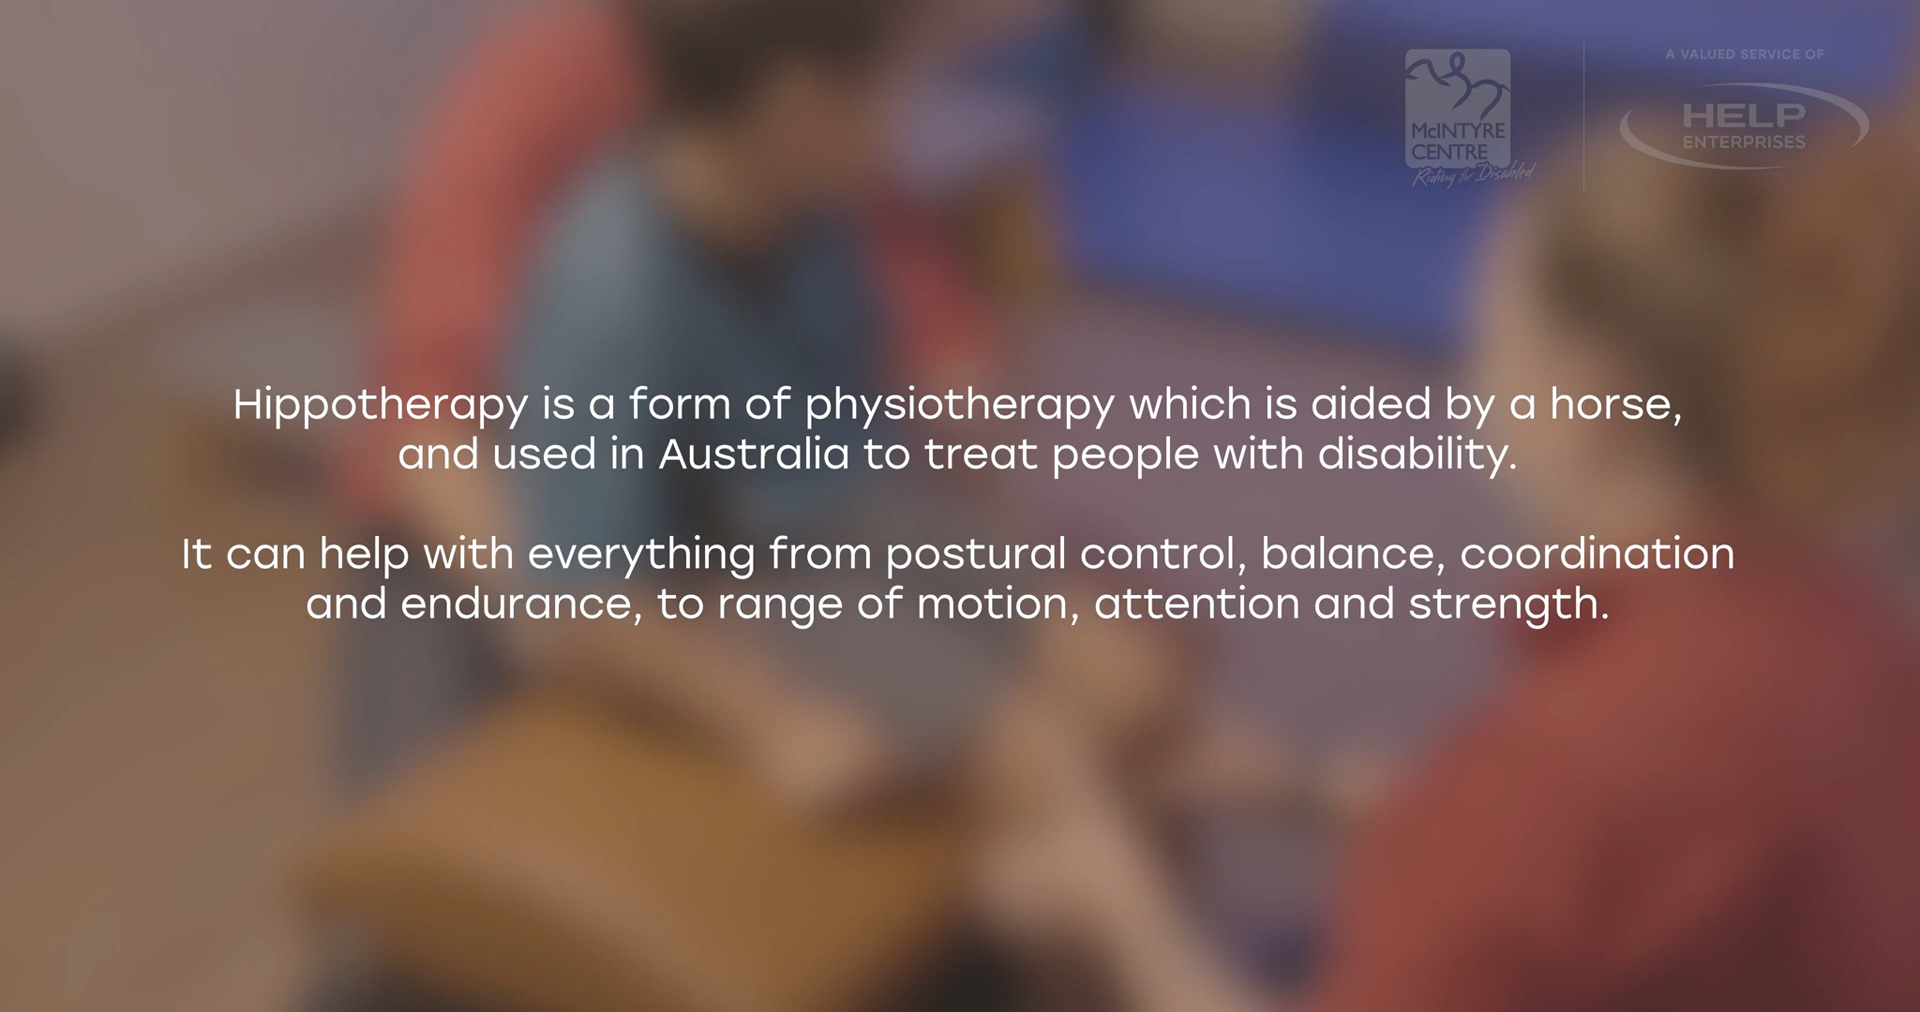 McINTYRE
CENTRE
Riding for Disabled
A VALUED SERVICE OF
HELP
ENTERPRISES
Hippotherapy is a form of physiotherapy which is aided by a horse,
and used in Australia to treat people with disability.
It can help with everything from postural control, balance, coordination
and endurance, to range of motion, attention and strength.